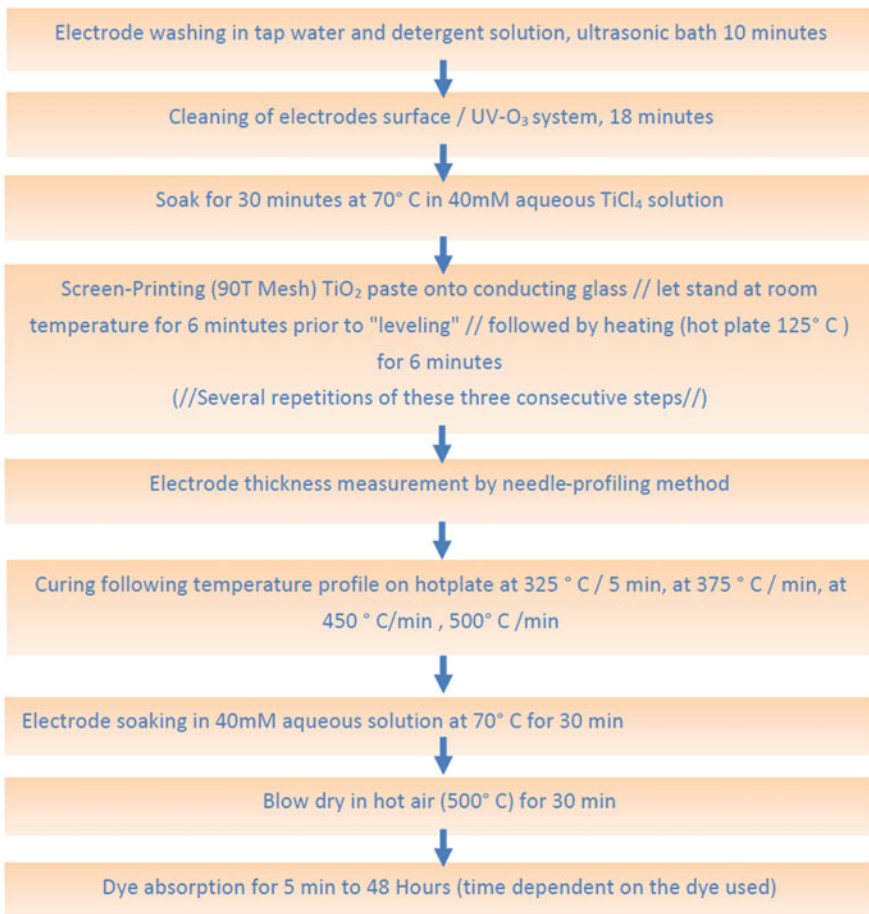 Electrode washing in tap water and detergent solution, ultrasonic bath 10 minutes
Cleaning of electrodes surface / UV-O₃ system, 18 minutes
Soak for 30 minutes at 70° C in 40mM aqueous TiCl₄ solution
Screen-Printing (90T Mesh) TiO₂ paste onto conducting glass // let stand at room
temperature for 6 mintutes prior to "leveling" // followed by heating (hot plate 125° C )
for 6 minutes
(//Several repetitions of these three consecutive steps//)
Electrode thickness measurement by needle-profiling method
Curing following temperature profile on hotplate at 325 ° C / 5 min, at 375 ° C / min, at
450 ° C/min , 500° C /min
Electrode soaking in 40mM aqueous solution at 70° C for 30 min
Blow dry in hot air (500° C) for 30 min
Dye absorption for 5 min to 48 Hours (time dependent on the dye used)